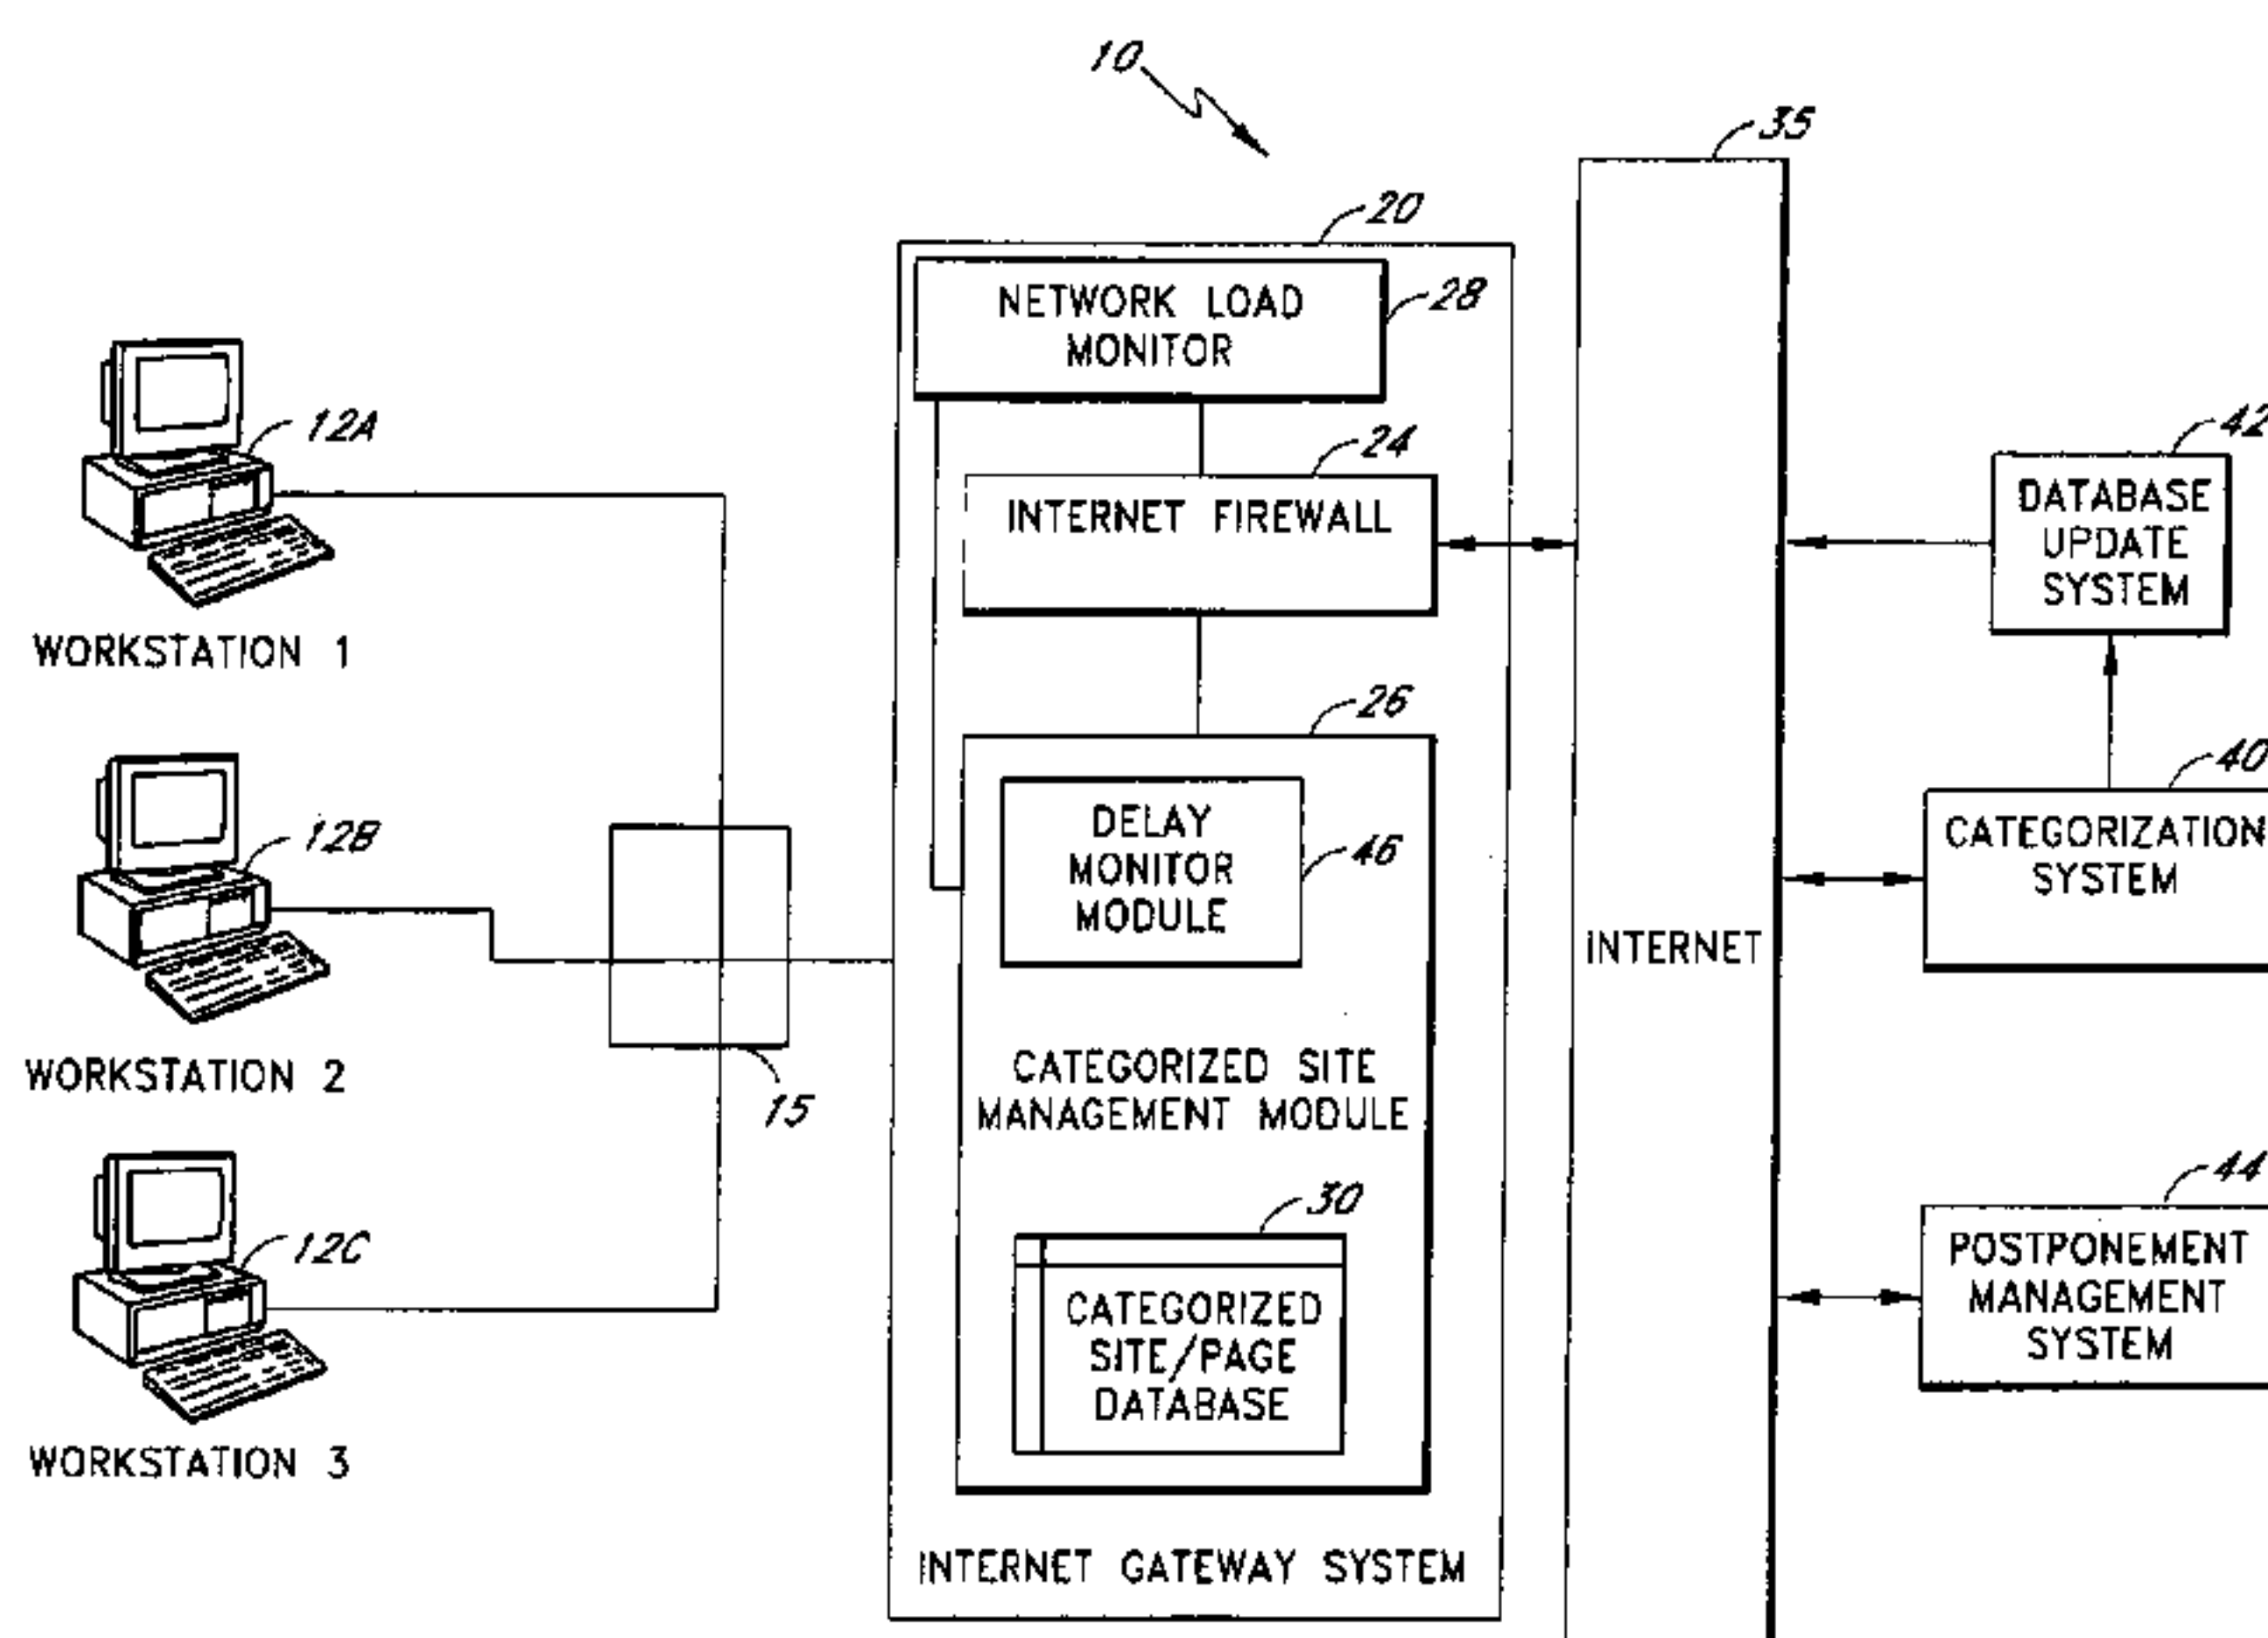 10
35
20
NETWORK LOAD
MONITOR
28
12A
24
INTERNET FIREWALL
42
DATABASE
UPDATE
SYSTEM
WORKSTATION 1
26
DELAY
MONITOR
MODULE
46
40
CATEGORIZATION
SYSTEM
12B
INTERNET
WORKSTATION 2
15
CATEGORIZED SITE
MANAGEMENT MODULE
44
POSTPONEMENT
MANAGEMENT
SYSTEM
30
CATEGORIZED
SITE/PAGE
DATABASE
12C
WORKSTATION 3
INTERNET GATEWAY SYSTEM